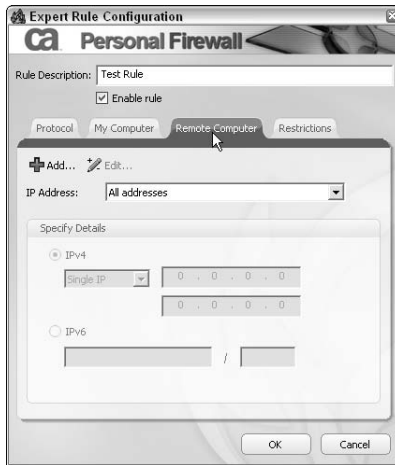 Expert Rule Configuration
ca Personal Firewall
Rule Description: Test Rule
Enable rule
Protocol My Computer Remote Computer Restrictions
Add... Edit...
IP Address: All addresses
Specify Details
IPv4
Single IP 0 . 0 . 0 . 0
0 . 0 . 0 . 0
IPv6
/
OK Cancel